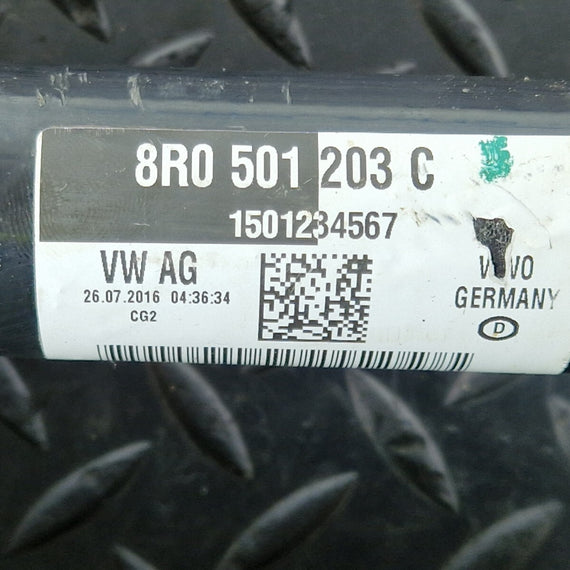 8R0 501 203 C
1501234567
VW AG
26.07.2016 04:36:34
CG2
GERMANY
D